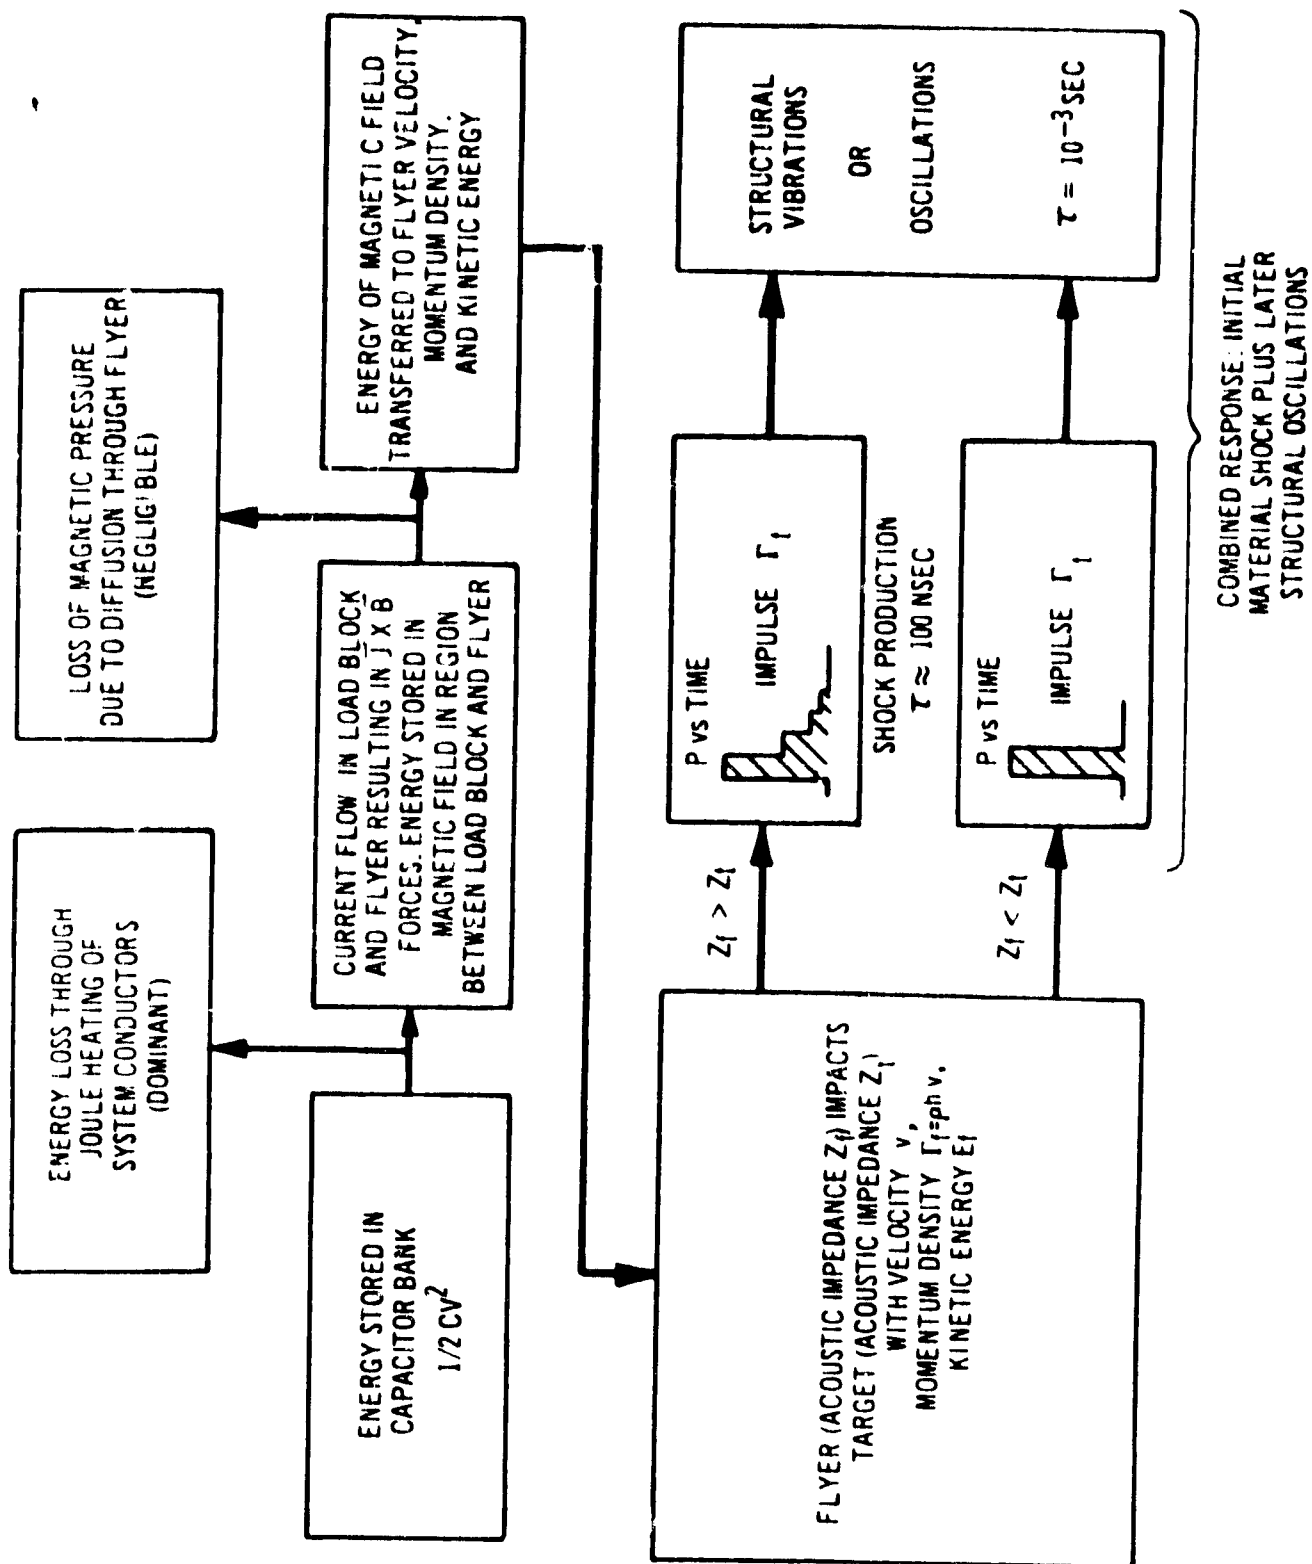 ENERGY LOSS THROUGH
JOULE HEATING OF
SYSTEM CONDUCTORS
(DOMINANT)
LOSS OF MAGNETIC PRESSURE
DUE TO DIFFUSION THROUGH FLYER
(NEGLIGIBLE)
ENERGY STORED IN
CAPACITOR BANK
1/2 CV²
CURRENT FLOW IN LOAD BLOCK
AND FLYER RESULTING IN J̄ X B̄
FORCES. ENERGY STORED IN
MAGNETIC FIELD IN REGION
BETWEEN LOAD BLOCK AND FLYER
ENERGY OF MAGNETIC FIELD
TRANSFERRED TO FLYER VELOCITY,
MOMENTUM DENSITY,
AND KINETIC ENERGY
FLYER (ACOUSTIC IMPEDANCE Zf) IMPACTS
TARGET (ACOUSTIC IMPEDANCE Zt)
WITH VELOCITY v,
MOMENTUM DENSITY Γf=ρhv,
KINETIC ENERGY Ef
Zf > Zt
P vs TIME
IMPULSE Γt
SHOCK PRODUCTION
τ ≈ 100 NSEC
Zf < Zt
P vs TIME
IMPULSE Γt
STRUCTURAL
VIBRATIONS
OR
OSCILLATIONS
τ = 10⁻³ SEC
COMBINED RESPONSE: INITIAL
MATERIAL SHOCK PLUS LATER
STRUCTURAL OSCILLATIONS